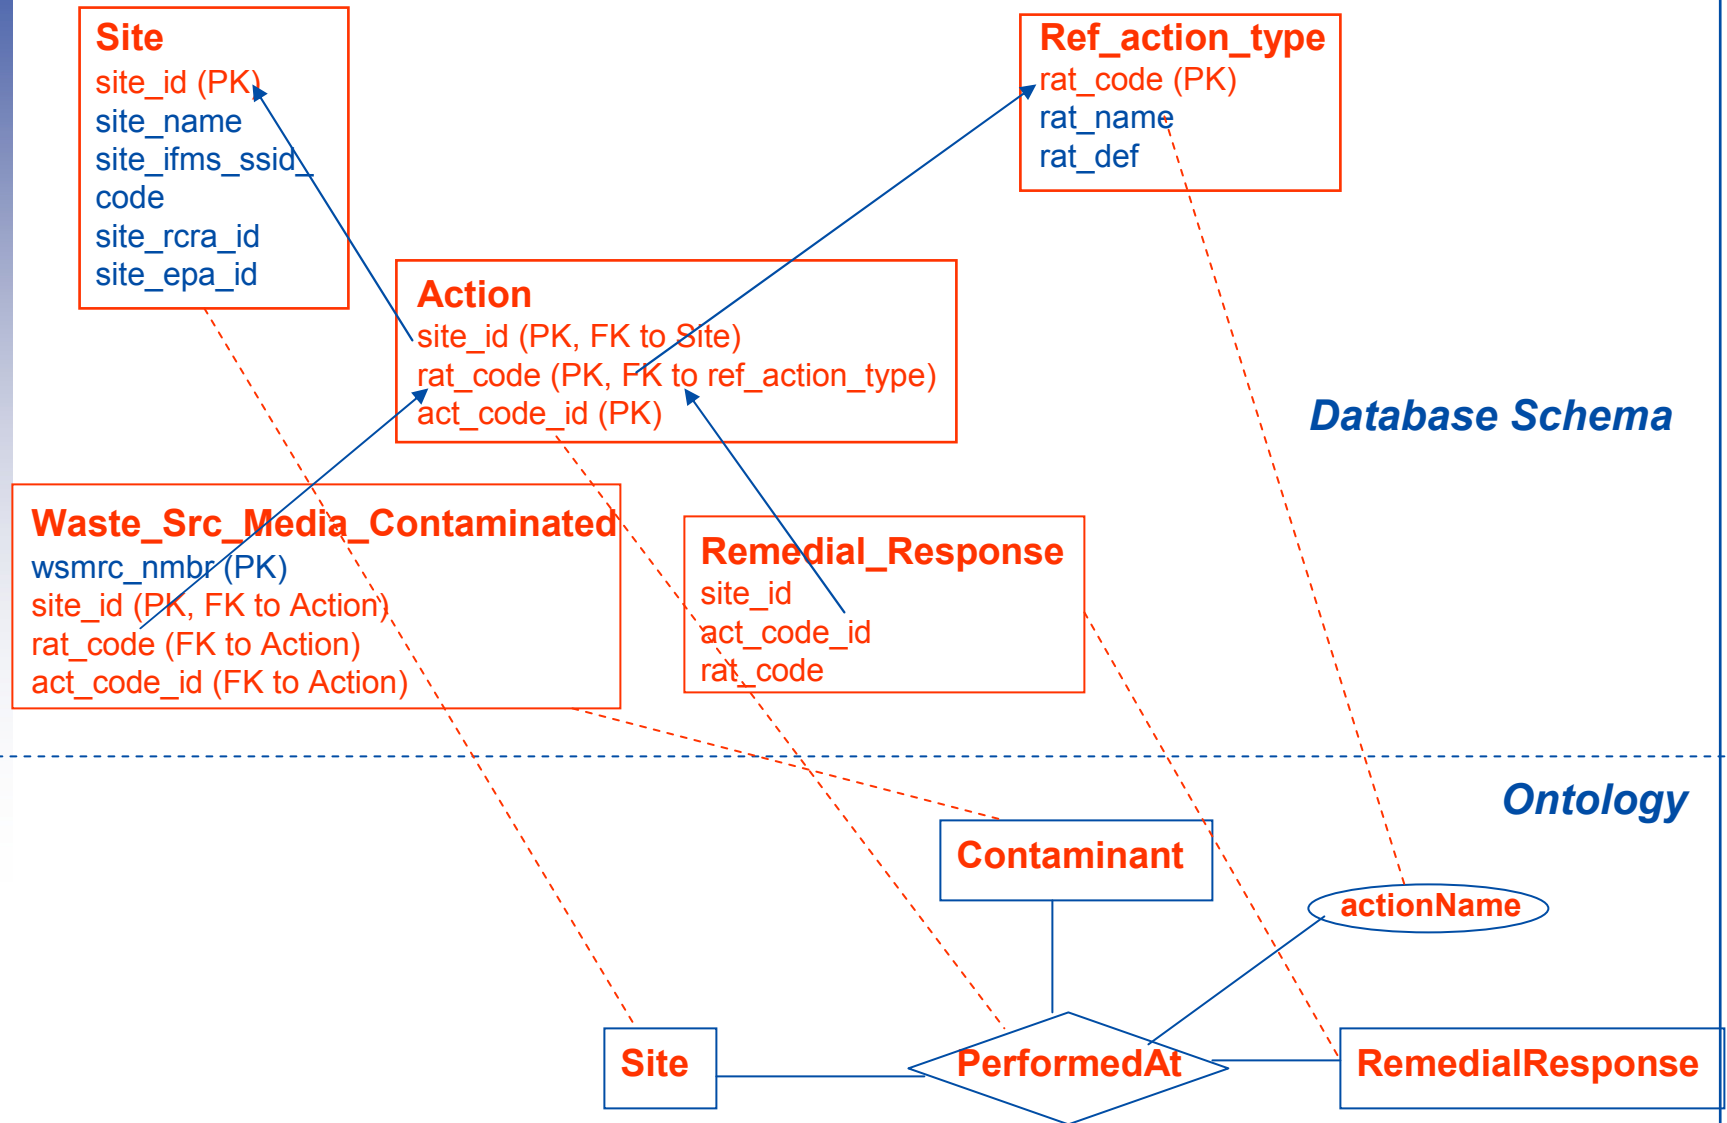 Site
site_id (PK)
site_name
site_ifms_ssid_
code
site_rcra_id
site_epa_id
Ref_action_type
rat_code (PK)
rat_name
rat_def
Action
site_id (PK, FK to Site)
rat_code (PK, FK to ref_action_type)
act_code_id (PK)
Database Schema
Waste_Src_Media_Contaminated
wsmrc_nmbr (PK)
site_id (PK, FK to Action)
rat_code (FK to Action)
act_code_id (FK to Action)
Remedial_Response
site_id
act_code_id
rat_code
Ontology
Contaminant
actionName
Site
PerformedAt
RemedialResponse